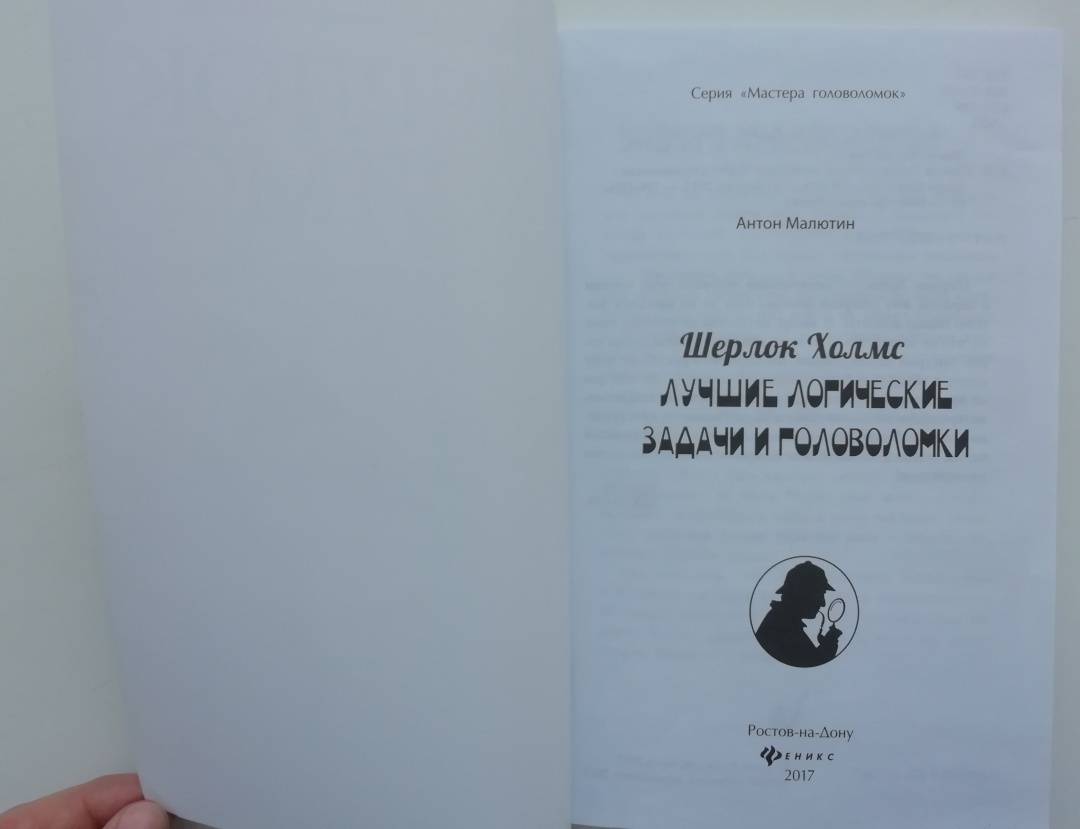 Серия «Мастера головоломок»
Антон Малютин
Шерлок Холмс
ЛУЧШИЕ ЛОГИЧЕСКИЕ
ЗАДАЧИ И ГОЛОВОЛОМКИ
Ростов-на-Дону
ФЕНИКС
2017